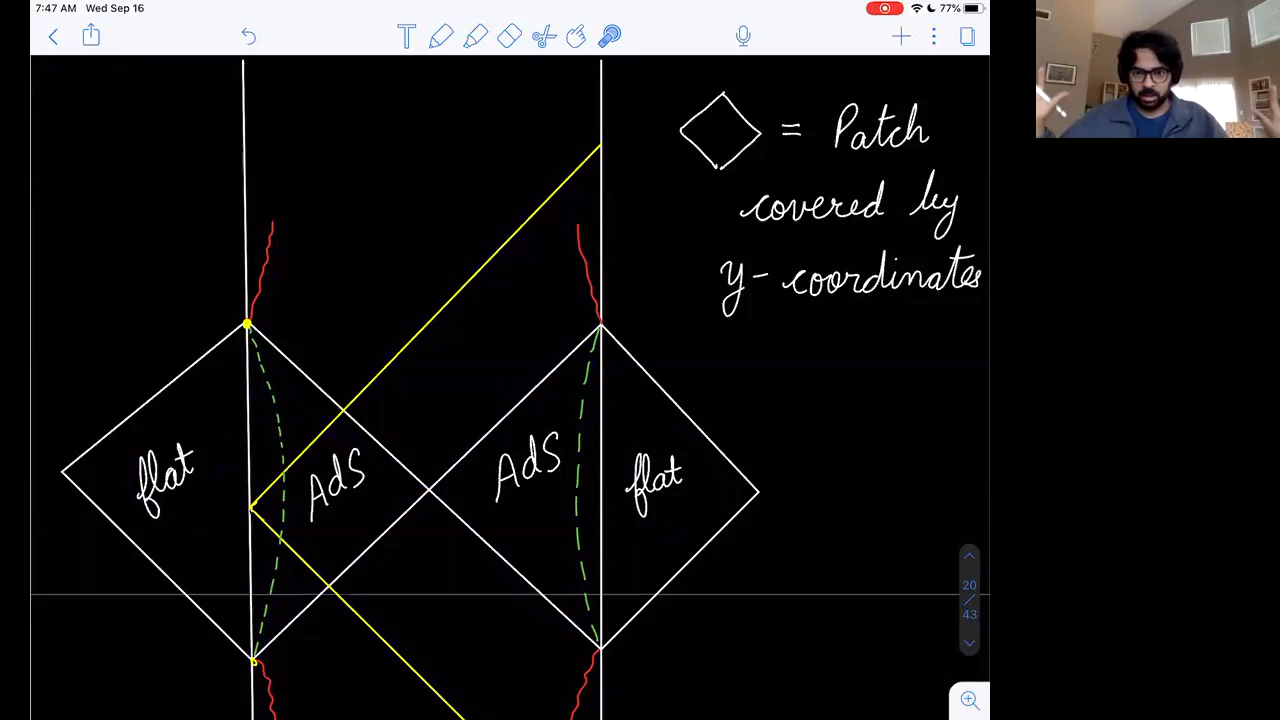 7:47 AM Wed Sep 16
77%
= Patch
covered by
y- coordinates
flat
AdS
AdS
flat
20
/
43